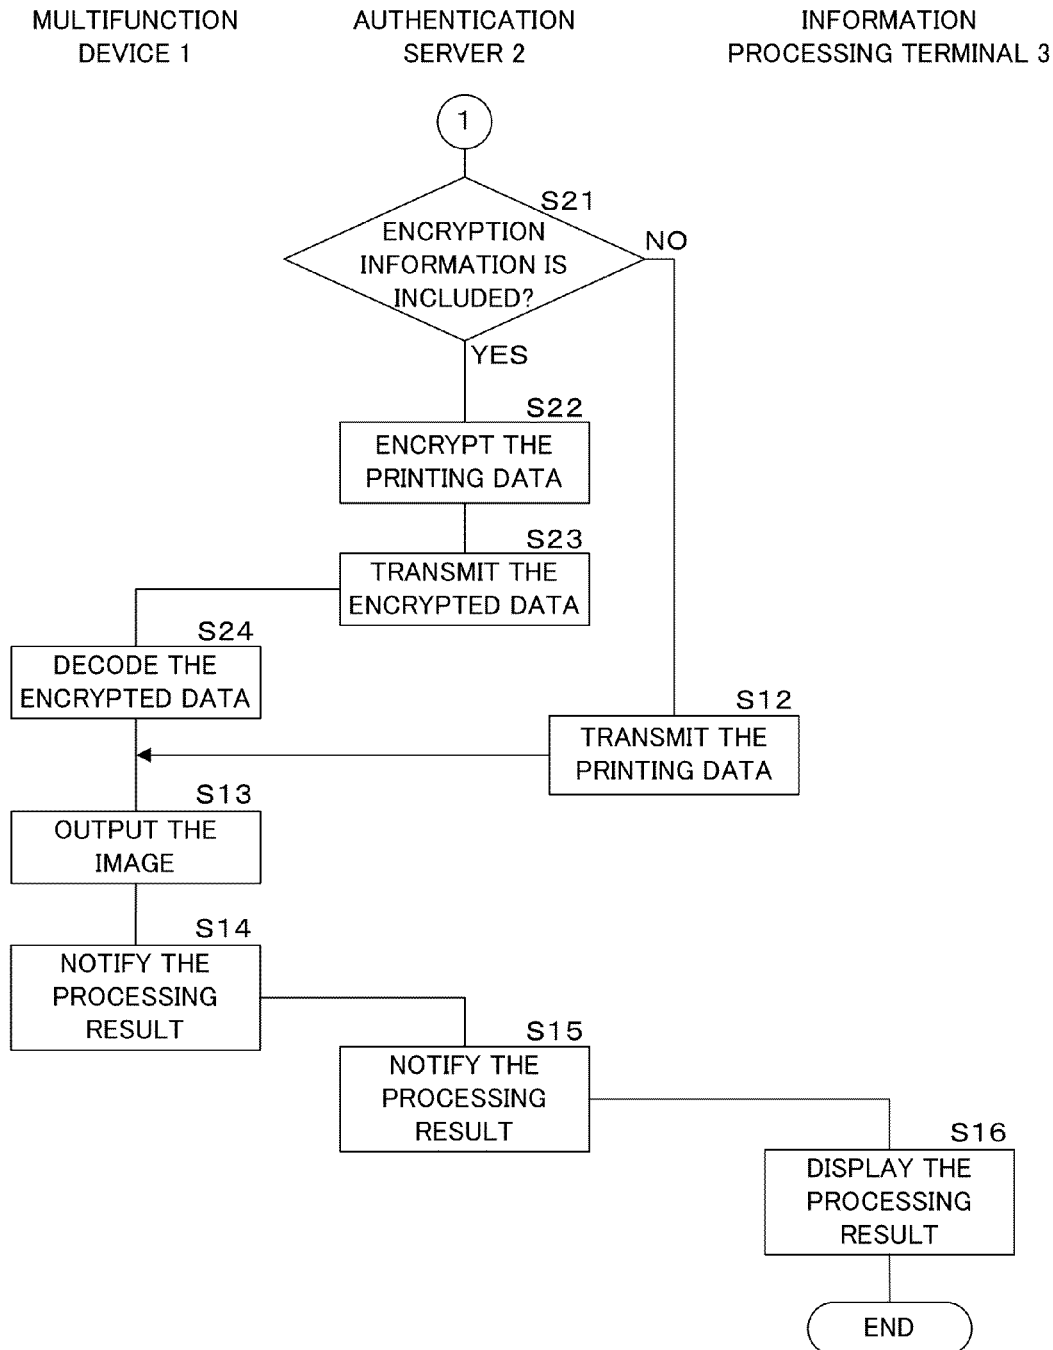 MULTIFUNCTION
DEVICE 1
AUTHENTICATION
SERVER 2
INFORMATION
PROCESSING TERMINAL 3
1
S21
ENCRYPTION
INFORMATION IS
INCLUDED?
NO
YES
S22
ENCRYPT THE
PRINTING DATA
S23
TRANSMIT THE
ENCRYPTED DATA
S24
DECODE THE
ENCRYPTED DATA
S12
TRANSMIT THE
PRINTING DATA
S13
OUTPUT THE
IMAGE
S14
NOTIFY THE
PROCESSING
RESULT
S15
NOTIFY THE
PROCESSING
RESULT
S16
DISPLAY THE
PROCESSING
RESULT
END